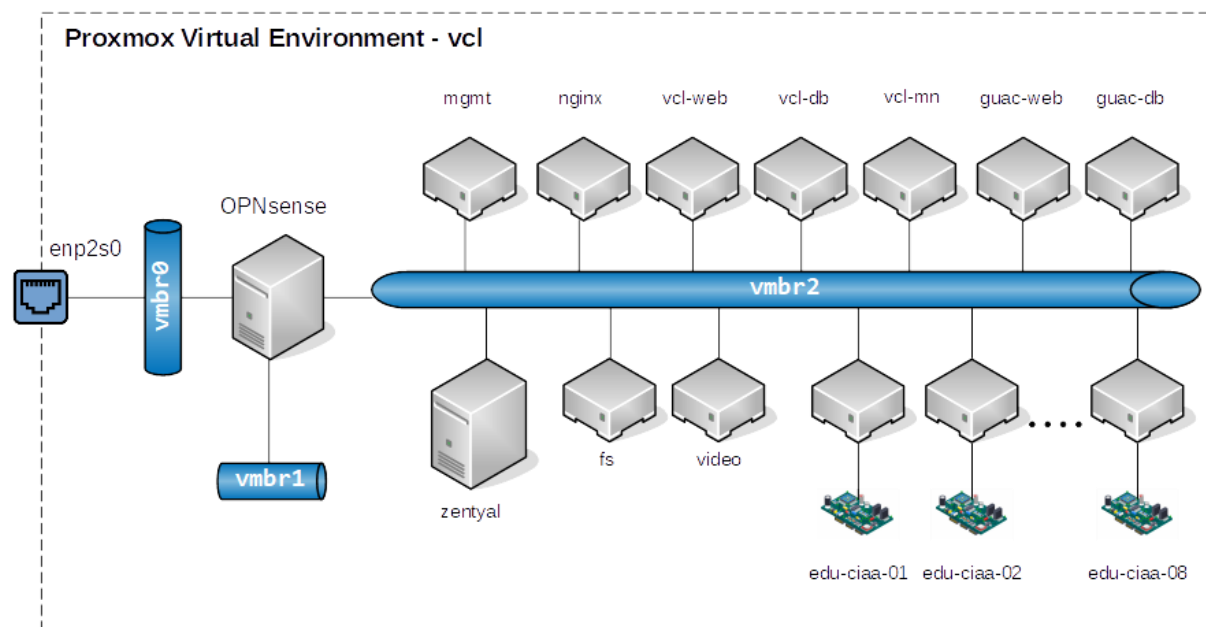 Proxmox Virtual Environment - vcl
mgmt
nginx
vcl-web
vcl-db
vcl-mn
guac-web
guac-db
OPNsense
enp2s0
vmbr0
vmbr2
vmbr1
fs
video
zentyal
edu-ciaa-01
edu-ciaa-02
edu-ciaa-08